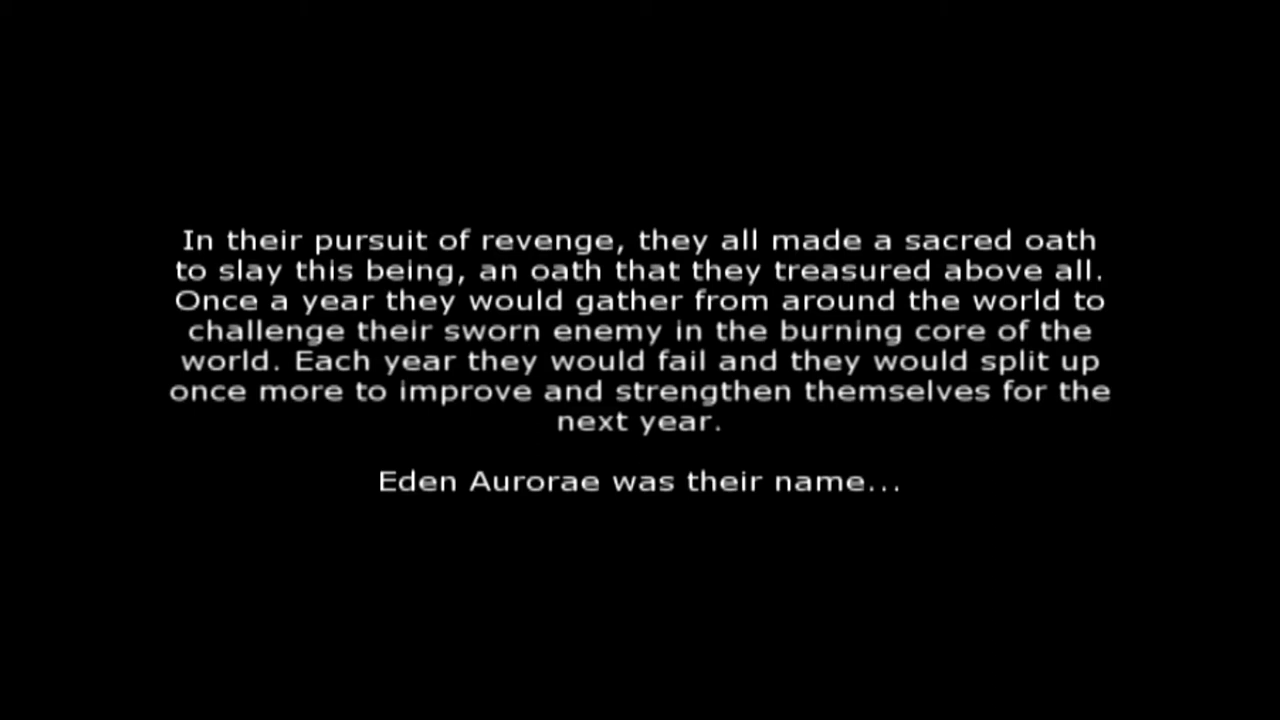 In their pursuit of revenge, they all made a sacred oath
to slay this being, an oath that they treasured above all.
Once a year they would gather from around the world to
challenge their sworn enemy in the burning core of the
world. Each year they would fail and they would split up
once more to improve and strengthen themselves for the
next year.
Eden Aurorae was their name...